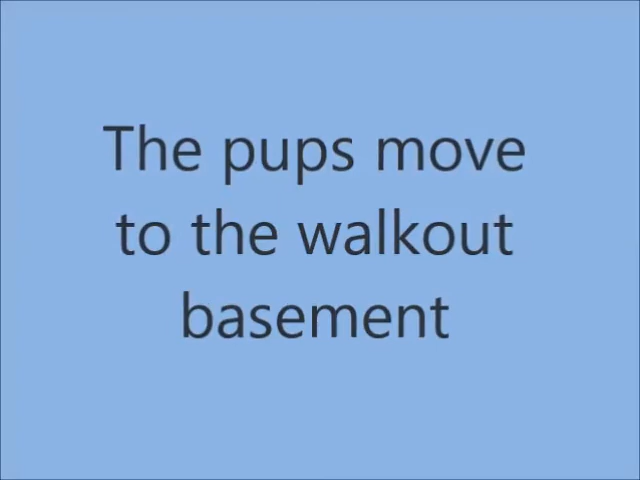 The pups move
to the walkout
basement